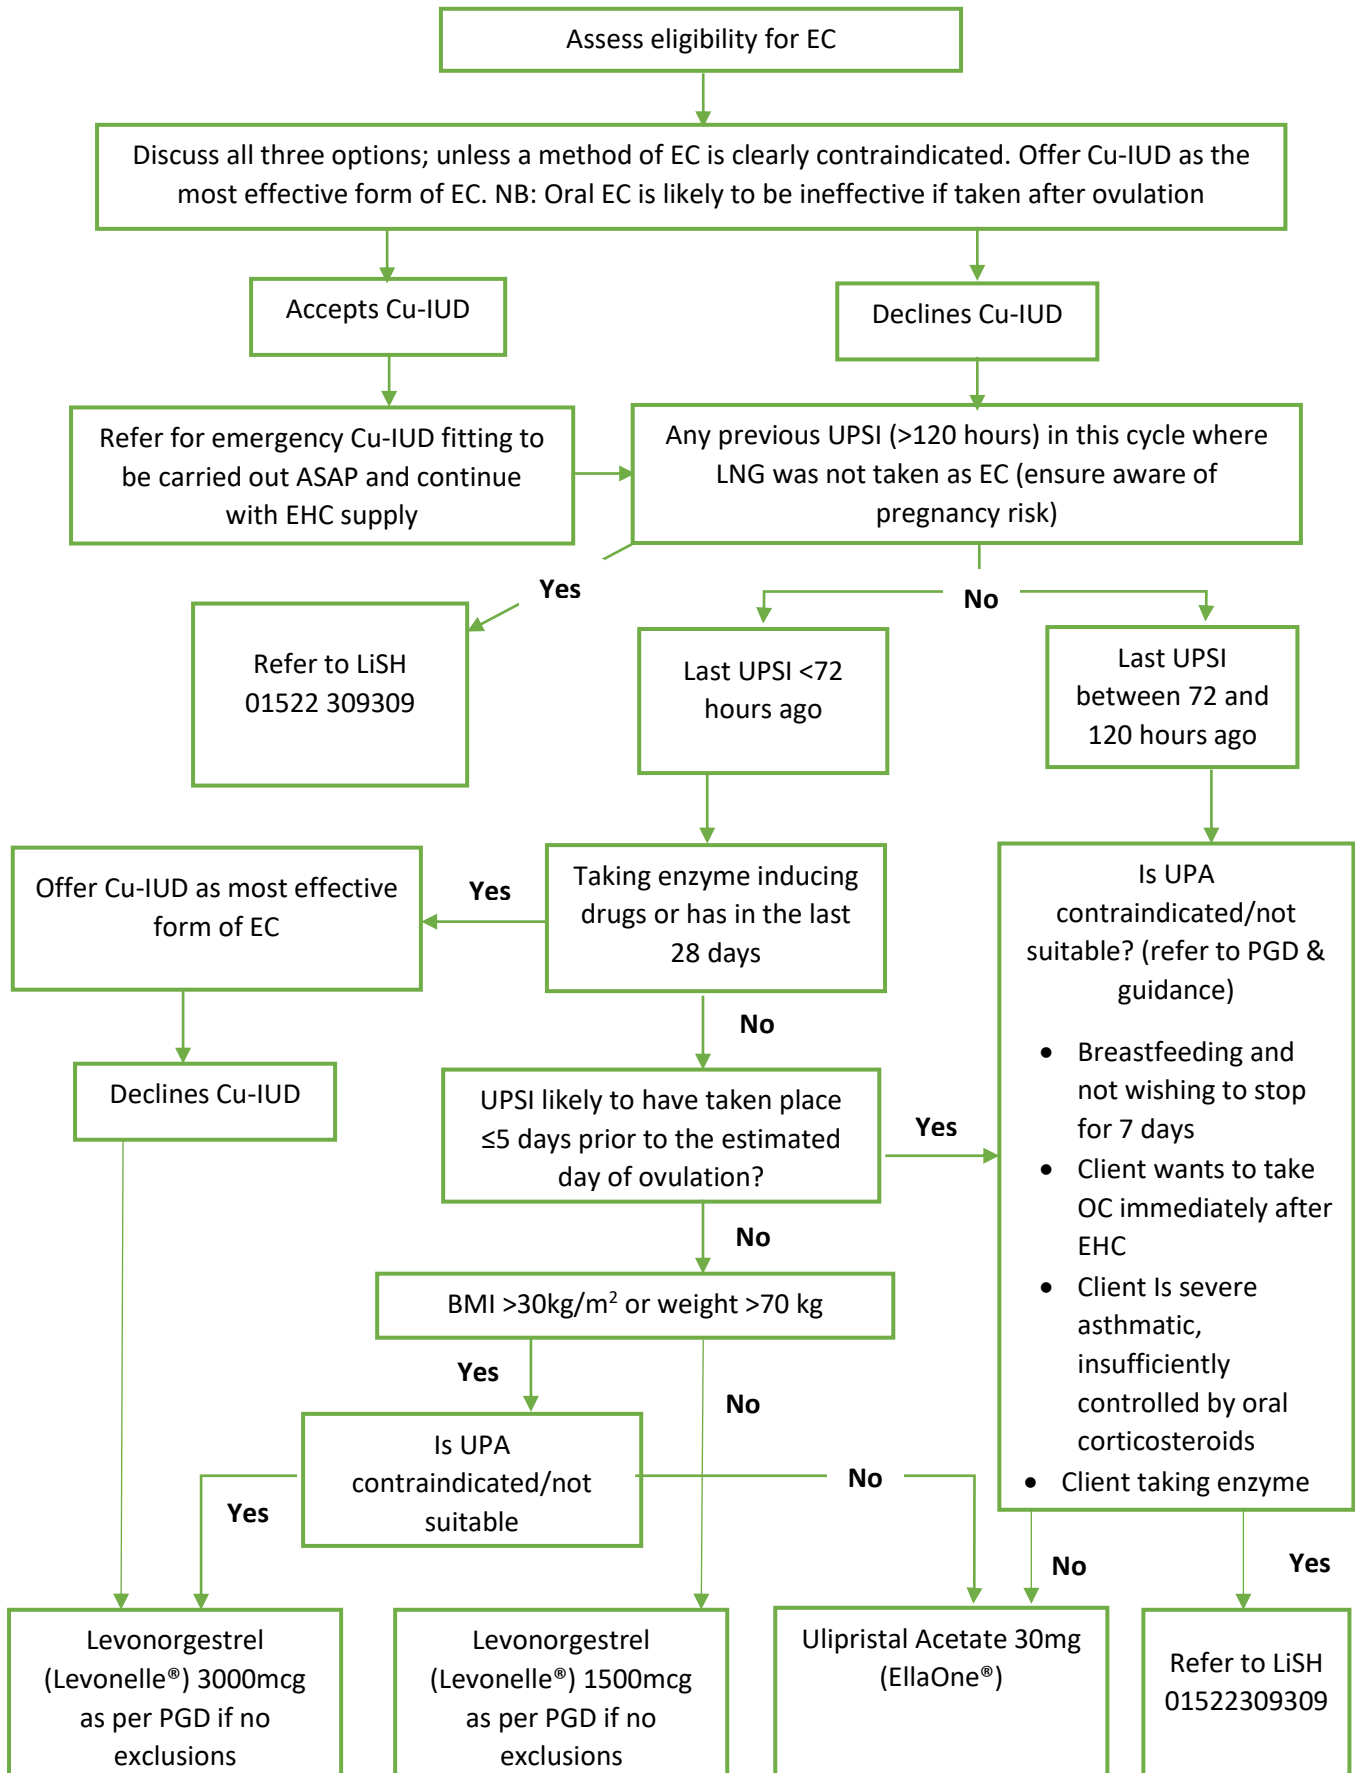 Assess eligibility for EC
Discuss all three options; unless a method of EC is clearly contraindicated. Offer Cu-IUD as the
most effective form of EC. NB: Oral EC is likely to be ineffective if taken after ovulation
Accepts Cu-IUD
Declines Cu-IUD
Refer for emergency Cu-IUD fitting to
be carried out ASAP and continue
with EHC supply
Any previous UPSI (>120 hours) in this cycle where
LNG was not taken as EC (ensure aware of
pregnancy risk)
Yes
No
Refer to LiSH
01522 309309
Last UPSI <72
hours ago
Last UPSI
between 72 and
120 hours ago
Offer Cu-IUD as most effective
form of EC
Yes
Taking enzyme inducing
drugs or has in the last
28 days
No
Declines Cu-IUD
UPSI likely to have taken place
≤5 days prior to the estimated
day of ovulation?
Yes
No
Is UPA
contraindicated/not
suitable? (refer to PGD &
guidance)
• Breastfeeding and
not wishing to stop
for 7 days
• Client wants to take
OC immediately after
EHC
• Client Is severe
asthmatic,
insufficiently
controlled by oral
corticosteroids
• Client taking enzyme
BMI >30kg/m² or weight >70 kg
Yes
No
Is UPA
contraindicated/not
suitable
Yes
No
No
Yes
Levonorgestrel
(Levonelle®) 3000mcg
as per PGD if no
exclusions
Levonorgestrel
(Levonelle®) 1500mcg
as per PGD if no
exclusions
Ulipristal Acetate 30mg
(EllaOne®)
Refer to LiSH
01522309309